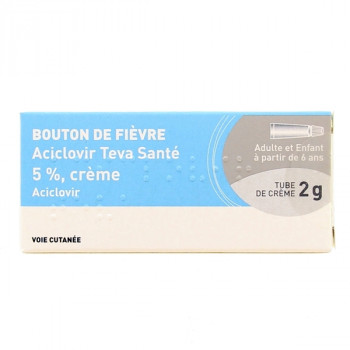 BOUTON DE FIÈVRE
Aciclovir Teva Santé
5 %, crème
Aciclovir
Adulte et Enfant
à partir de 6 ans
TUBE
DE CRÈME 2 g
VOIE CUTANÉE